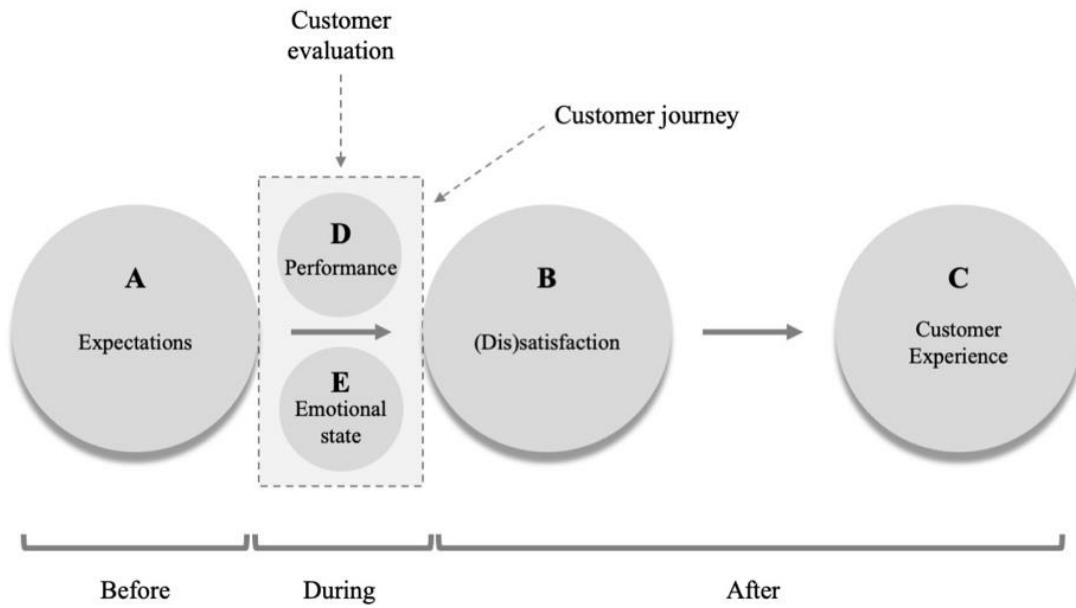 Customer
evaluation
Customer journey
A
Expectations
D
Performance
E
Emotional
state
B
(Dis)satisfaction
C
Customer
Experience
Before
During
After